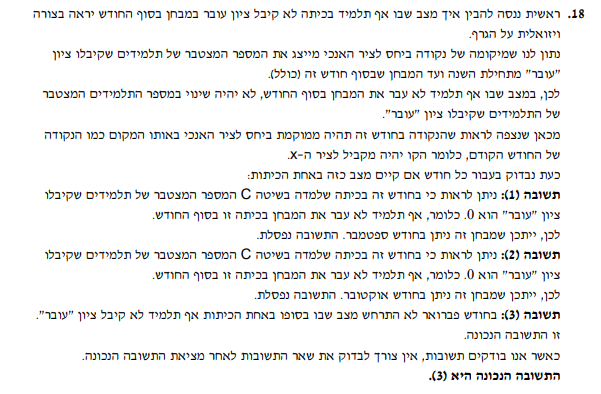 18. ראשית ננסה להבין איך מצב שבו אף תלמיד בכיתה לא קיבל ציון עובר במבחן בסוף החודש יראה בצורה
ויזואלית על הגרף.
נתון לנו שמיקומה של נקודה ביחס לציר האנכי מייצג את המספר המצטבר של תלמידים שקיבלו ציון
"עובר" מתחילת השנה ועד המבחן שבסוף חודש זה (כולל).
לכן, במצב שבו אף תלמיד לא עבר את המבחן בסוף החודש, לא יהיה שינוי במספר התלמידים המצטבר
של התלמידים שקיבלו ציון "עובר".
מכאן שנצפה לראות שהנקודה בחודש זה תהיה ממוקמת ביחס לציר האנכי באותו המקום כמו הנקודה
של החודש הקודם, כלומר הקו יהיה מקביל לציר ה-x.
כעת נבדוק בעבור כל חודש אם קיים מצב כזה באחת הכיתות:
תשובה (1): ניתן לראות כי בחודש זה בכיתה שלמדה בשיטה C המספר המצטבר של תלמידים שקיבלו
ציון "עובר" הוא 0. כלומר, אף תלמיד לא עבר את המבחן בכיתה זו בסוף החודש.
לכן, ייתכן שמבחן זה ניתן בחודש ספטמבר. התשובה נפסלת.
תשובה (2): ניתן לראות כי בחודש זה בכיתה שלמדה בשיטה C המספר המצטבר של תלמידים שקיבלו
ציון "עובר" הוא 0. כלומר, אף תלמיד לא עבר את המבחן בכיתה זו בסוף החודש.
לכן, ייתכן שמבחן זה ניתן בחודש אוקטובר. התשובה נפסלת.
תשובה (3): בחודש פברואר לא התרחש מצב שבו בסופו באחת הכיתות אף תלמיד לא קיבל ציון "עובר".
זו התשובה הנכונה.
כאשר אנו בודקים תשובות, אין צורך לבדוק את שאר התשובות לאחר מציאת התשובה הנכונה.
התשובה הנכונה היא (3).